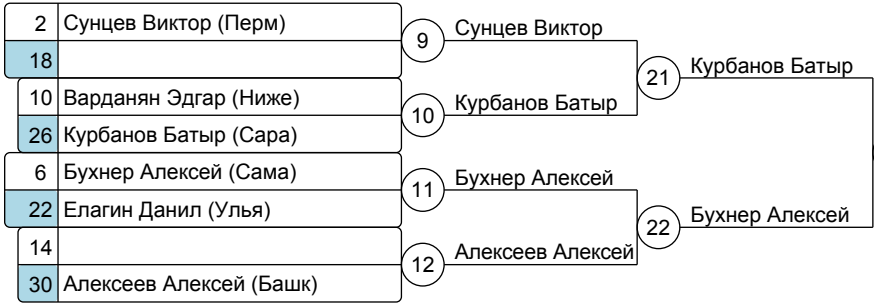 2 Сунцев Виктор (Перм)
18
9 Сунцев Виктор
10 Варданян Эдгар (Ниже)
26 Курбанов Батыр (Сара)
10 Курбанов Батыр
21 Курбанов Батыр
6 Бухнер Алексей (Сама)
22 Елагин Данил (Улья)
11 Бухнер Алексей
14
30 Алексеев Алексей (Башк)
12 Алексеев Алексей
22 Бухнер Алексей